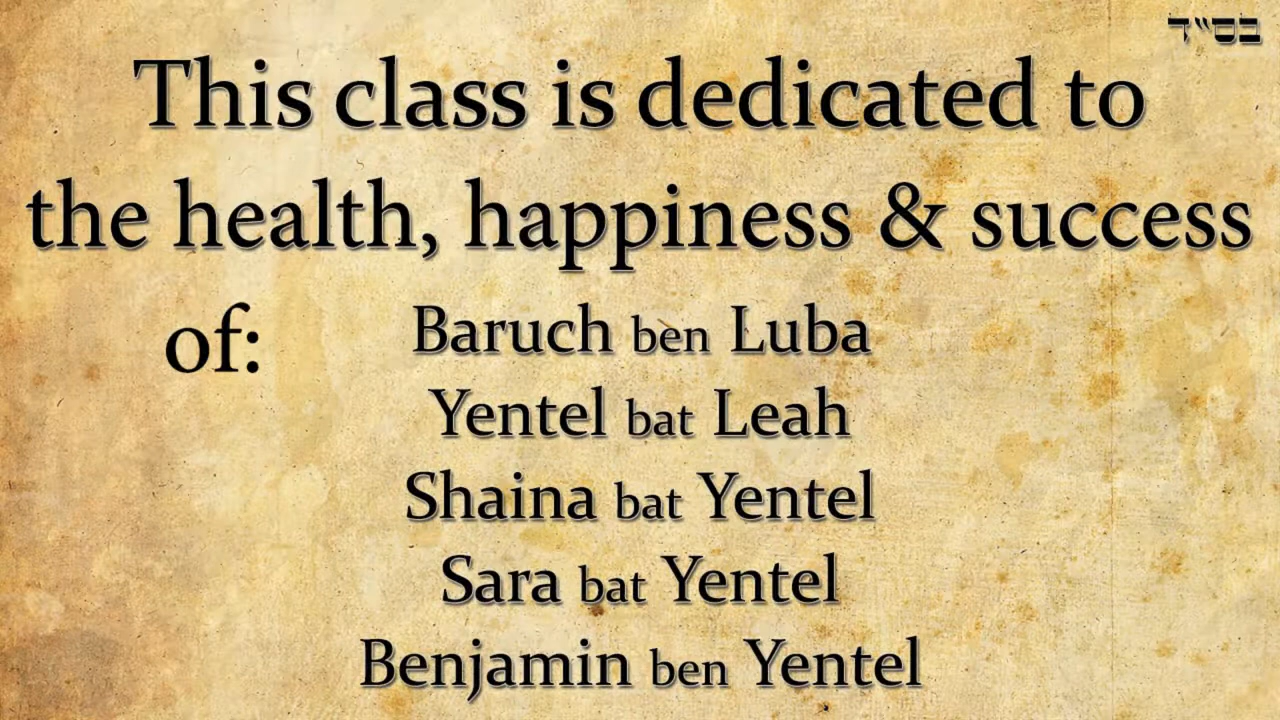 בס״ד
This class is dedicated to
the health, happiness & success
of:
Baruch ben Luba
Yentel bat Leah
Shaina bat Yentel
Sara bat Yentel
Benjamin ben Yentel